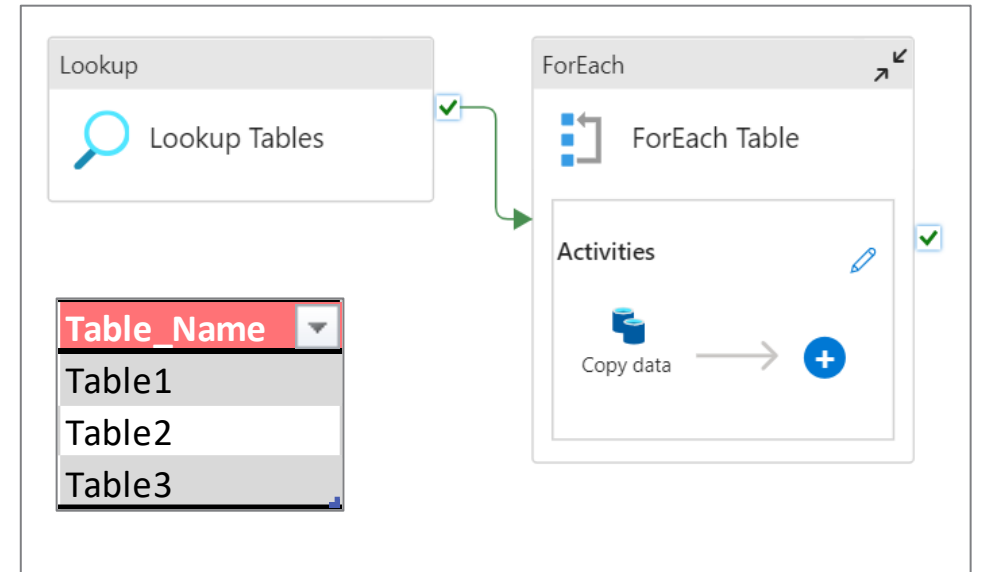 Lookup
Lookup Tables
ForEach
ForEach Table
Activities
Copy data
Table_Name
Table1
Table2
Table3